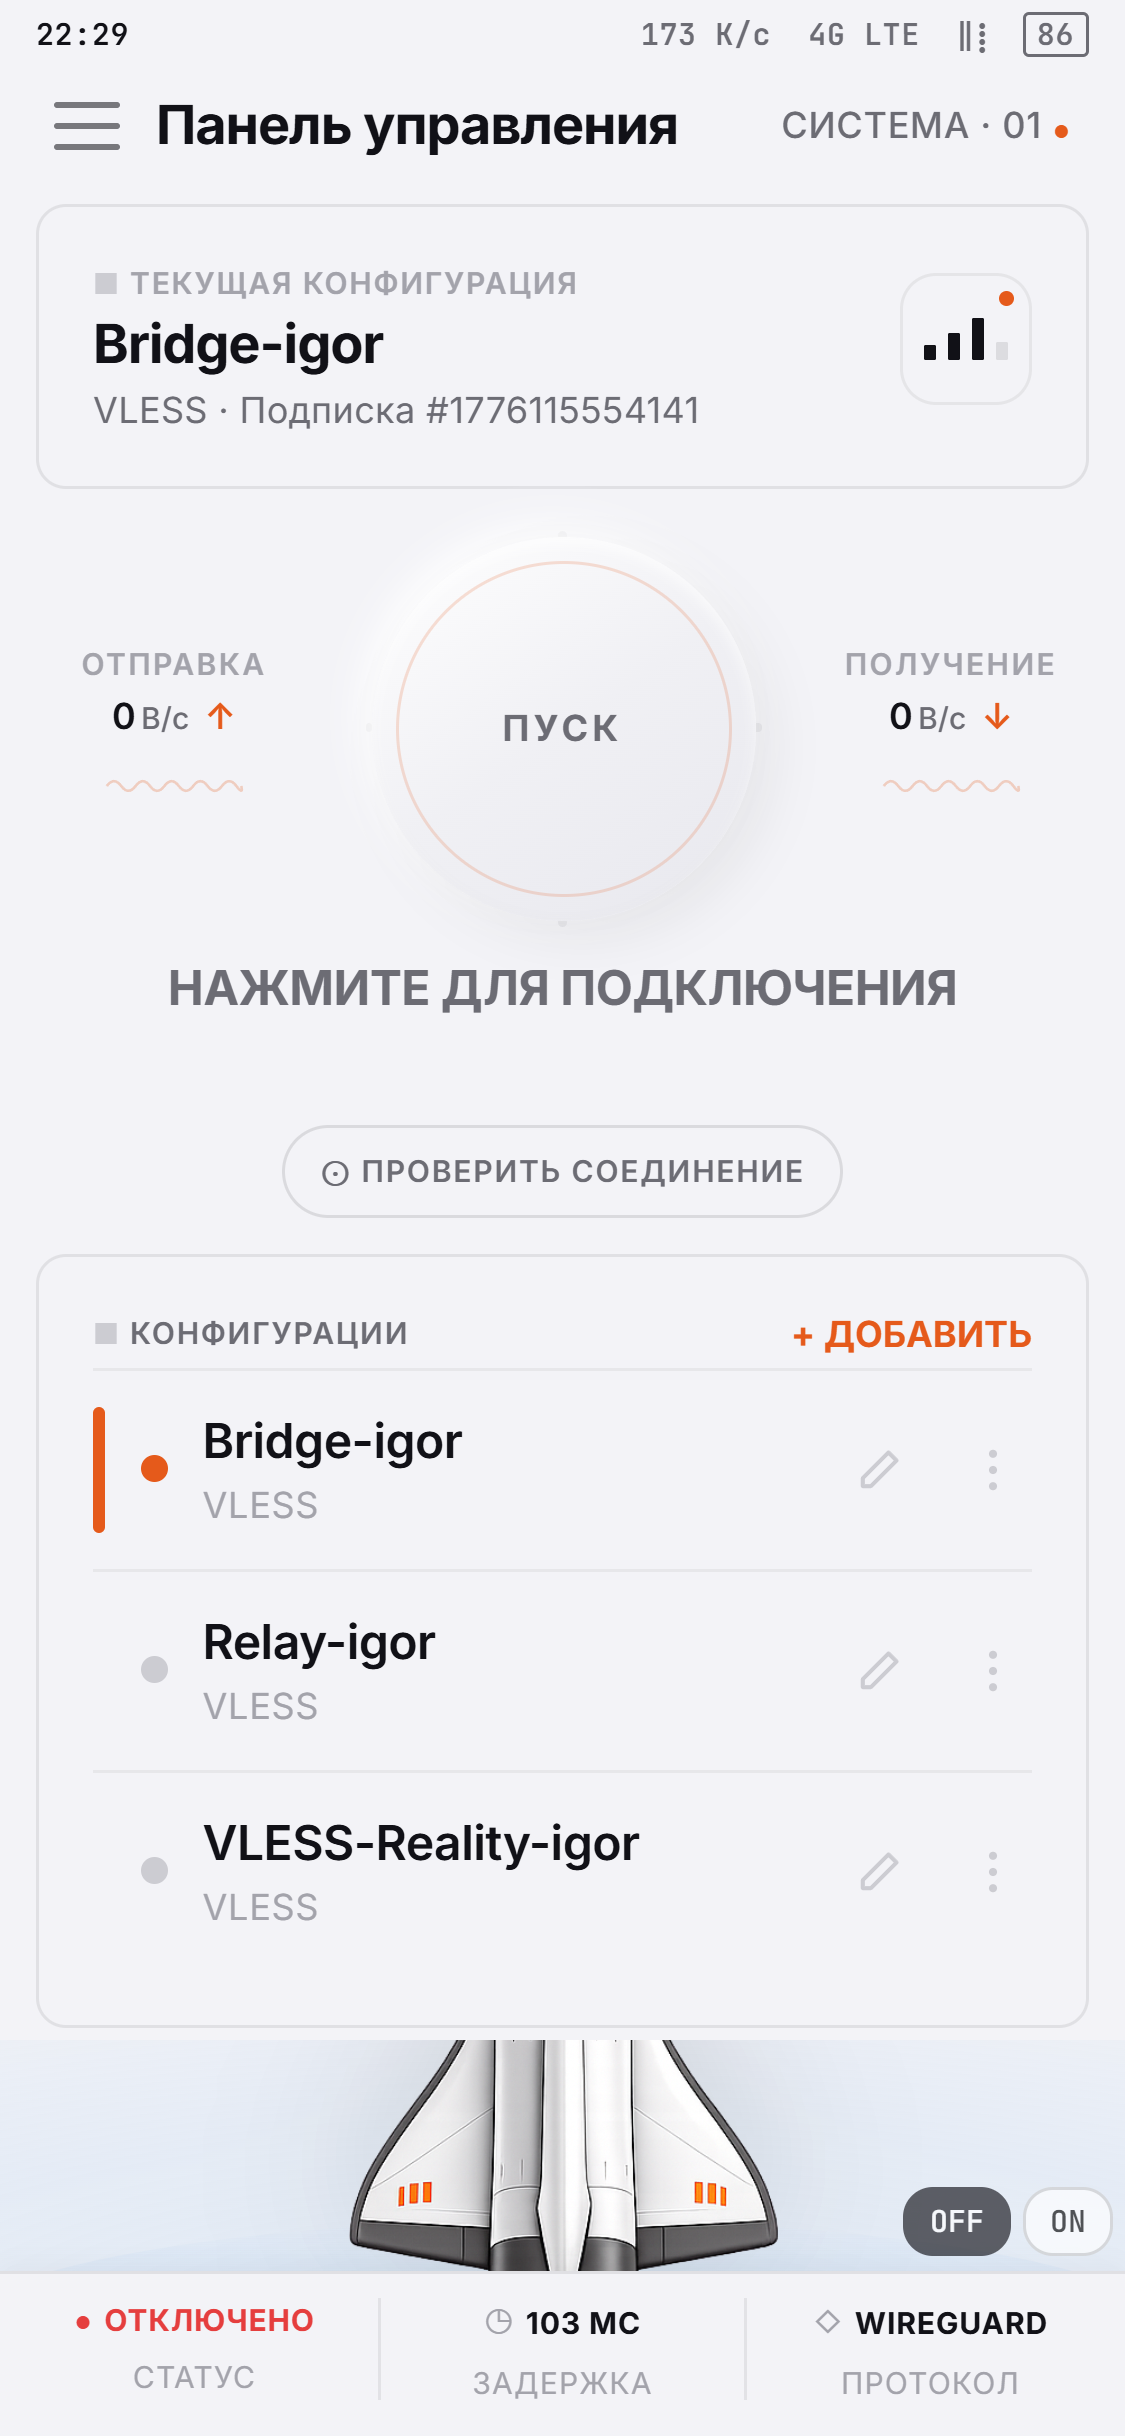 22:29 173 K/c 4G LTE 86
Панель управления СИСТЕМА · 01
ТЕКУЩАЯ КОНФИГУРАЦИЯ
Bridge-igor
VLESS · Подписка #1776115554141
ОТПРАВКА
0 B/c ↑
ПУСК
ПОЛУЧЕНИЕ
0 B/c ↓
НАЖМИТЕ ДЛЯ ПОДКЛЮЧЕНИЯ
ПРОВЕРИТЬ СОЕДИНЕНИЕ
КОНФИГУРАЦИИ + ДОБАВИТЬ
Bridge-igor
VLESS
Relay-igor
VLESS
VLESS-Reality-igor
VLESS
OFF ON
ОТКЛЮЧЕНО 103 МС WIREGUARD
СТАТУС ЗАДЕРЖКА ПРОТОКОЛ